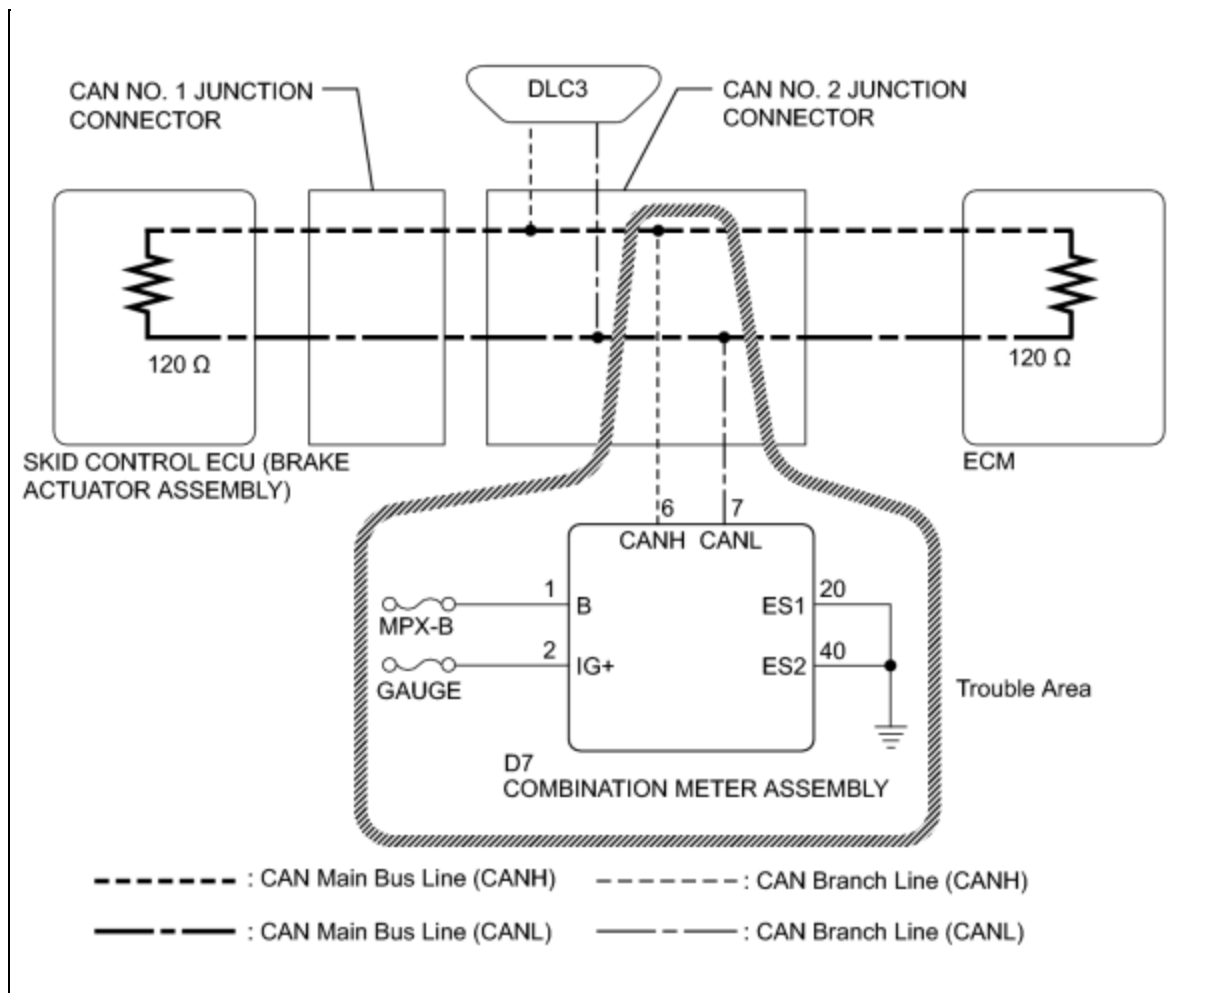 CAN NO. 1 JUNCTION
CONNECTOR
DLC3
CAN NO. 2 JUNCTION
CONNECTOR
120 Ω
120 Ω
SKID CONTROL ECU (BRAKE
ACTUATOR ASSEMBLY)
ECM
6
7
CANH
CANL
1
B
MPX-B
2
IG+
GAUGE
ES1
20
ES2
40
Trouble Area
D7
COMBINATION METER ASSEMBLY
: CAN Main Bus Line (CANH)
: CAN Branch Line (CANH)
: CAN Main Bus Line (CANL)
: CAN Branch Line (CANL)